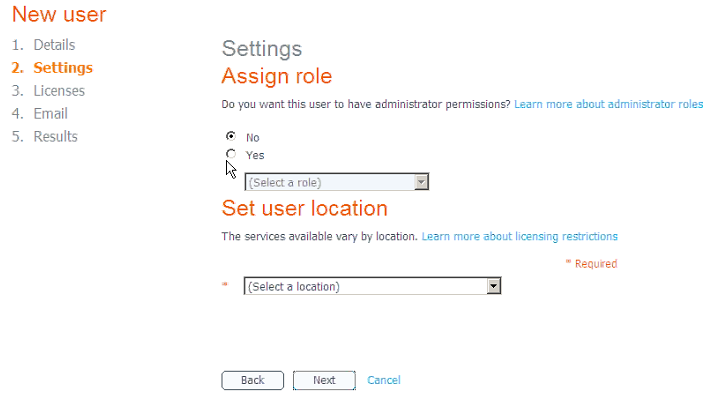 New user
1. Details
2. Settings
3. Licenses
4. Email
5. Results
Settings
Assign role
Do you want this user to have administrator permissions? Learn more about administrator roles
No
Yes
(Select a role)
Set user location
The services available vary by location. Learn more about licensing restrictions
* Required
* (Select a location)
Back Next Cancel